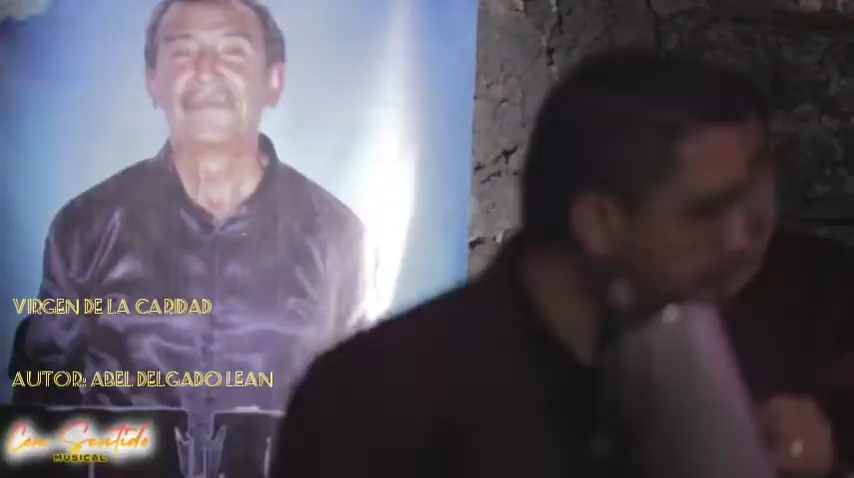 VIRGEN DE LA CARIDAD
AUTOR: ABEL DELGADO LEAN
Con Sentido
MUSICAL